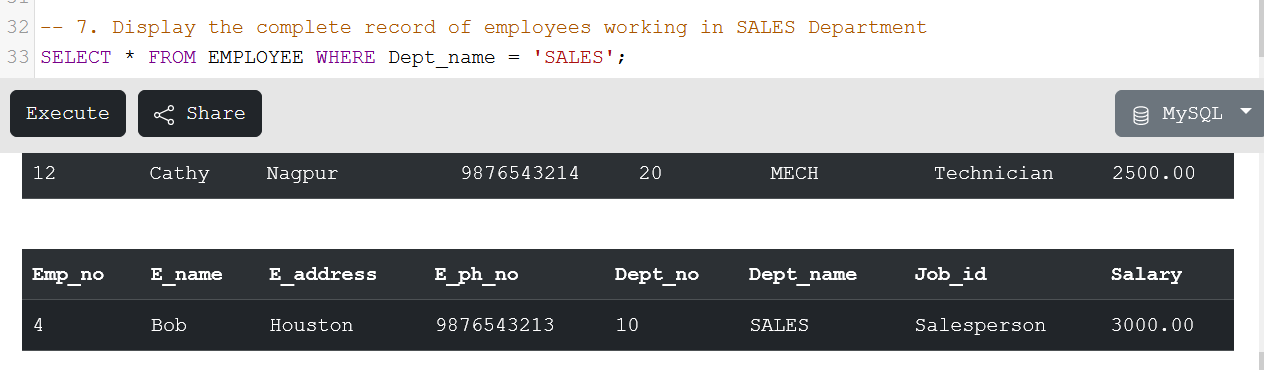 32 -- 7. Display the complete record of employees working in SALES Department
33 SELECT * FROM EMPLOYEE WHERE Dept_name = 'SALES';
Execute Share MySQL
12 Cathy Nagpur 9876543214 20 MECH Technician 2500.00
Emp_no E_name E_address E_ph_no Dept_no Dept_name Job_id Salary
4 Bob Houston 9876543213 10 SALES Salesperson 3000.00